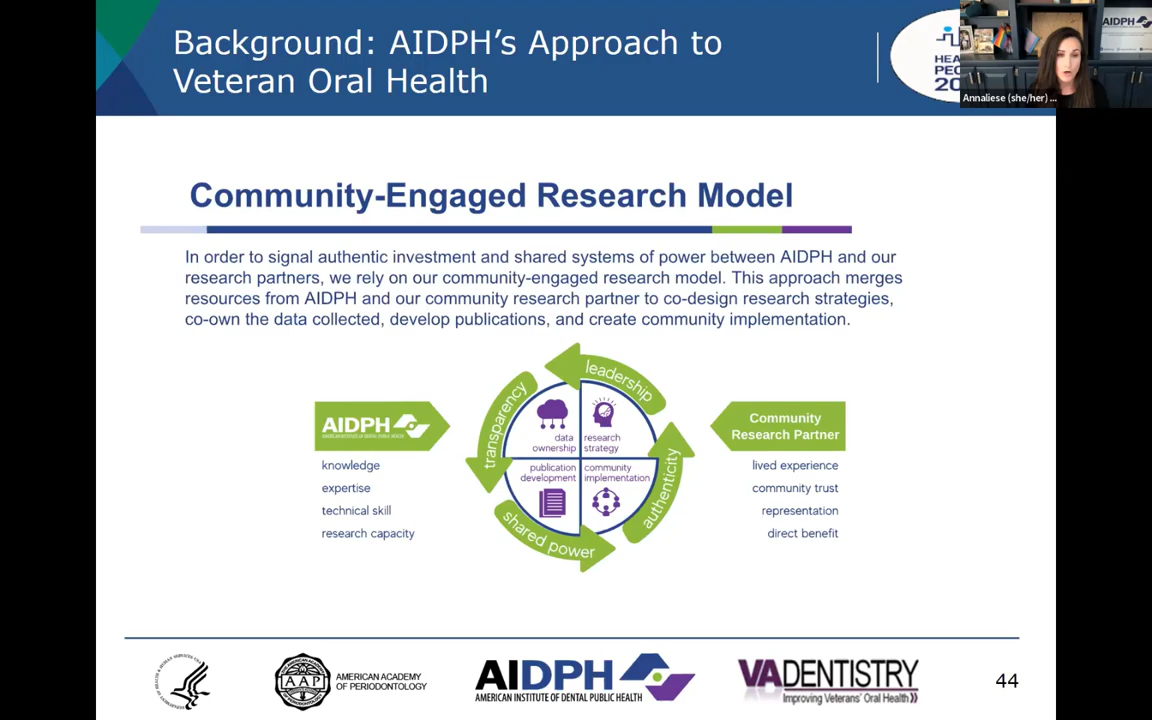 Background: AIDPH's Approach to
Veteran Oral Health
AIDPH
Annaliese (she/her) ...
Community-Engaged Research Model
In order to signal authentic investment and shared systems of power between AIDPH and our
research partners, we rely on our community-engaged research model. This approach merges
resources from AIDPH and our community research partner to co-design research strategies,
co-own the data collected, develop publications, and create community implementation.
AIDPH
AMERICAN INSTITUTE OF DENTAL PUBLIC HEALTH
knowledge
expertise
technical skill
research capacity
transparency
leadership
authenticity
shared power
data
ownership
research
strategy
publication
development
community
implementation
Community
Research Partner
lived experience
community trust
representation
direct benefit
AAP
AMERICAN ACADEMY
OF PERIODONTOLOGY
AIDPH
AMERICAN INSTITUTE OF DENTAL PUBLIC HEALTH
VADENTISTRY
Improving Veterans' Oral Health
44